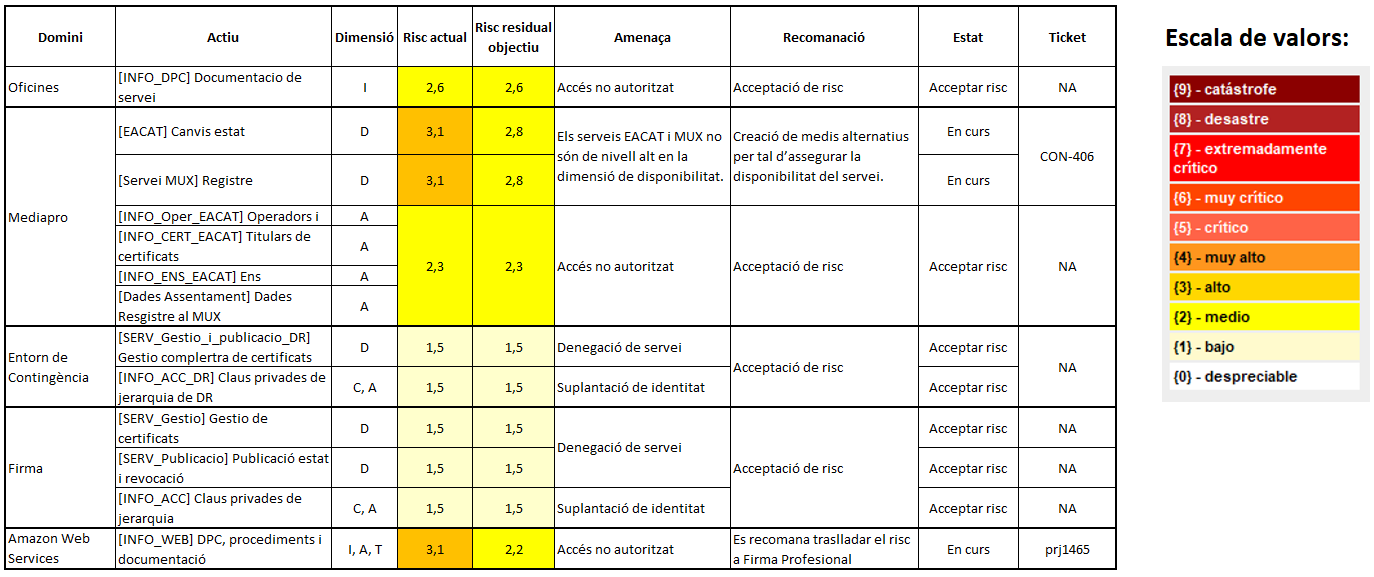 Domini
Actiu
Dimensió
Risc actual
Risc residual
objectiu
Amenaça
Recomanació
Estat
Ticket
Oficines
[INFO_DPC] Documentacio de
servei
I
2,6
2,6
Accés no autoritzat
Acceptació de risc
Acceptar risc
NA
Mediapro
[EACAT] Canvis estat
D
3,1
2,8
Els serveis EACAT i MUX no
són de nivell alt en la
dimensió de disponibilitat.
Creació de medis alternatius
per tal d’assegurar la
disponibilitat del servei.
En curs
CON-406
[Servei MUX] Registre
D
3,1
2,8
En curs
[INFO_Oper_EACAT] Operadors i
A
2,3
2,3
Accés no autoritzat
Acceptació de risc
Acceptar risc
NA
[INFO_CERT_EACAT] Titulars de
certificats
A
[INFO_ENS_EACAT] Ens
A
[Dades Assentament] Dades
Resgistre al MUX
A
Entorn de
Contingència
[SERV_Gestio_i_publicacio_DR]
Gestio complertra de certificats
D
1,5
1,5
Denegació de servei
Acceptació de risc
Acceptar risc
NA
[INFO_ACC_DR] Claus privades de
jerarquia de DR
C, A
1,5
1,5
Suplantació de identitat
Acceptar risc
Firma
[SERV_Gestio] Gestio de
certificats
D
1,5
1,5
Denegació de servei
Acceptació de risc
Acceptar risc
NA
[SERV_Publicacio] Publicació estat
i revocació
D
1,5
1,5
Acceptar risc
NA
[INFO_ACC] Claus privades de
jerarquia
C, A
1,5
1,5
Suplantació de identitat
Acceptar risc
NA
Amazon Web
Services
[INFO_WEB] DPC, procediments i
documentació
I, A, T
3,1
2,2
Accés no autoritzat
Es recomana traslladar el risc
a Firma Profesional
En curs
prj1465
Escala de valors:
{9} - catástrofe
{8} - desastre
{7} - extremadamente
crítico
{6} - muy crítico
{5} - crítico
{4} - muy alto
{3} - alto
{2} - medio
{1} - bajo
{0} - despreciable